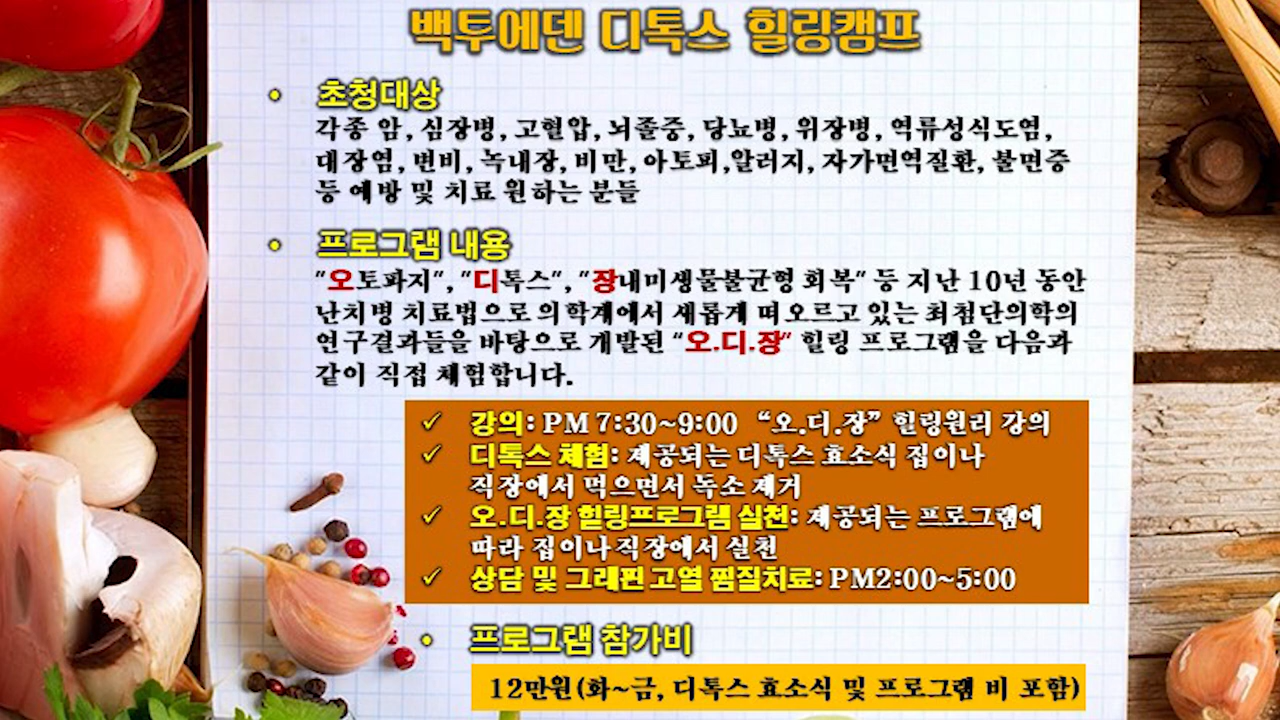 백투에덴 디톡스 힐링캠프
• 초청대상
각종 암, 심장병, 고혈압, 뇌졸중, 당뇨병, 위장병, 역류성식도염,
대장염, 변비, 녹내장, 비만, 아토피,알러지, 자가면역질환, 불면증
등 예방 및 치료 원하는 분들
• 프로그램 내용
"오토파지", "디톡스", "장내미생물불균형 회복" 등 지난 10년 동안
난치병 치료법으로 의학계에서 새롭게 떠오르고 있는 최첨단의학의
연구결과들을 바탕으로 개발된 "오.디.장" 힐링 프로그램을 다음과
같이 직접 체험합니다.
✓ 강의: PM 7:30~9:00 “오.디.장” 힐링원리 강의
✓ 디톡스 체험: 제공되는 디톡스 효소식 집이나
직장에서 먹으면서 독소 제거
✓ 오.디.장 힐링프로그램 실천: 제공되는 프로그램에
따라 집이나 직장에서 실천
✓ 상담 및 그래핀 고열 찜질치료: PM2:00~5:00
• 프로그램 참가비
12만원(화~금, 디톡스 효소식 및 프로그램 비 포함)